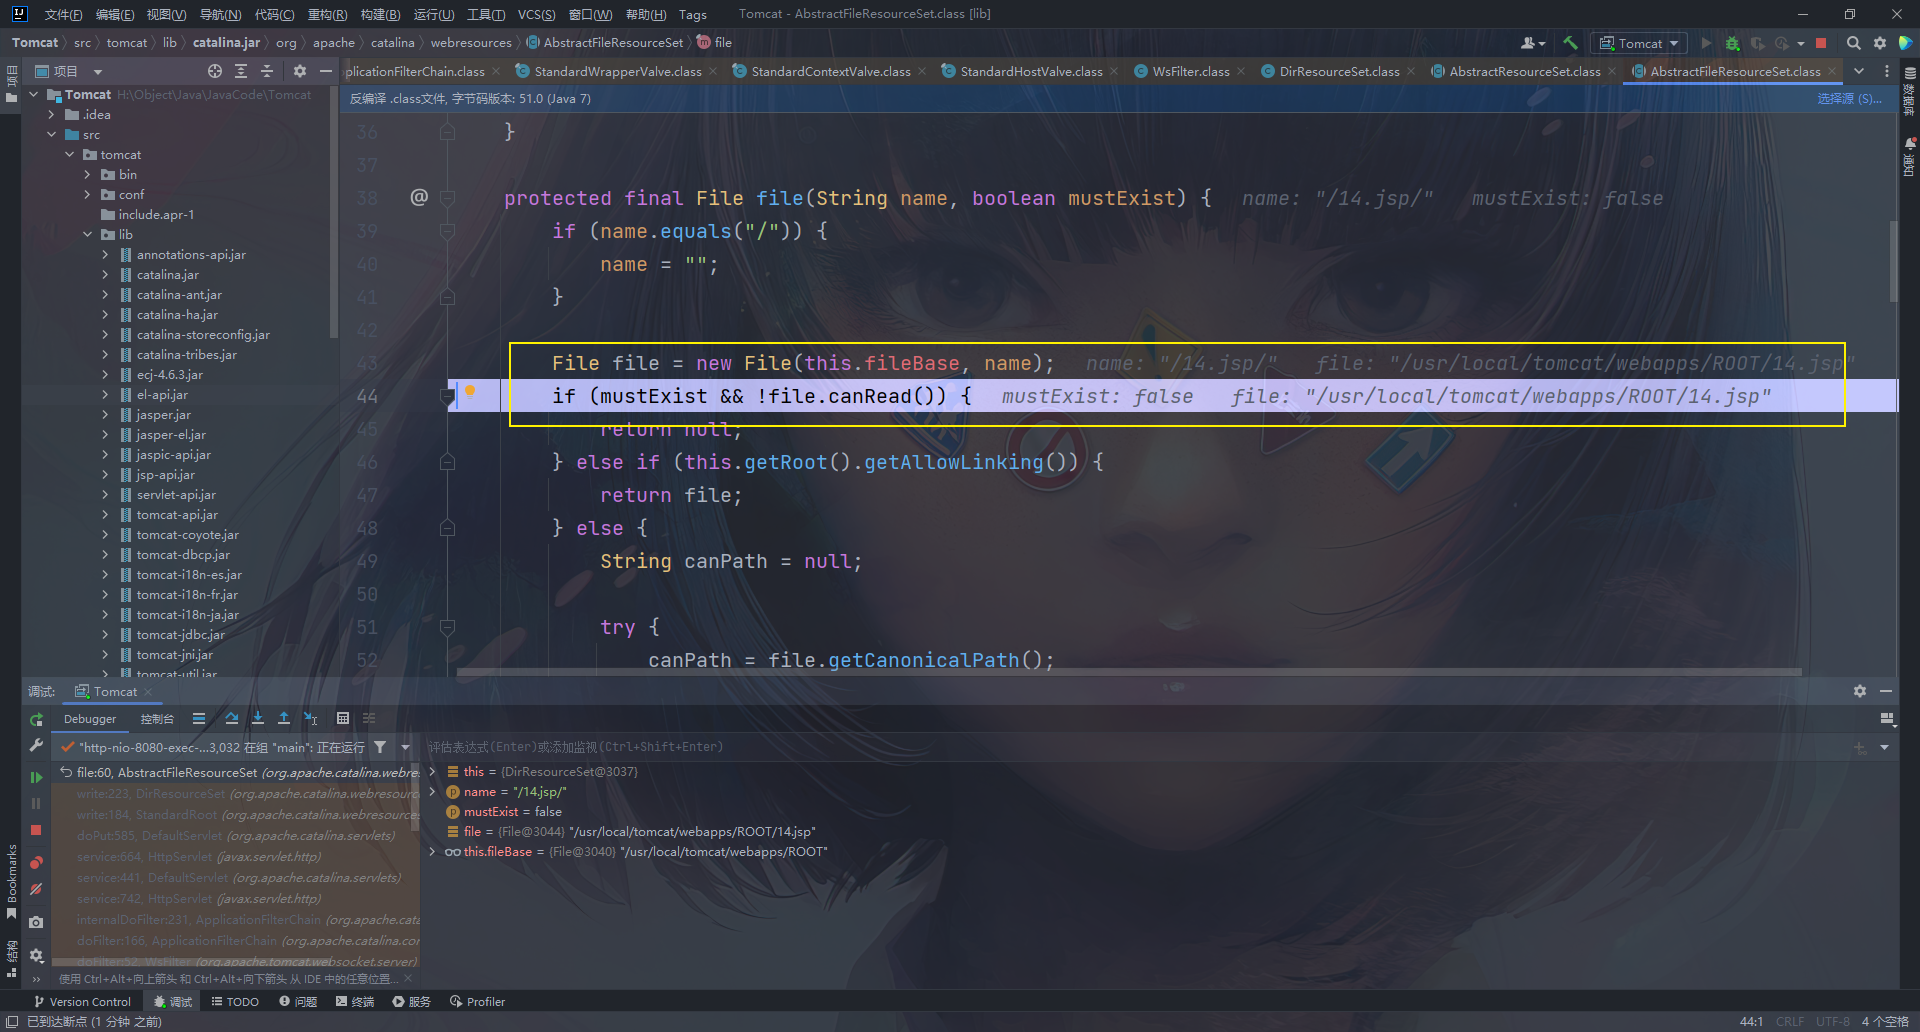 文件(F) 编辑(E) 视图(V) 导航(N) 代码(C) 重构(R) 构建(B) 运行(U) 工具(T) VCS(S) 窗口(W) 帮助(H) Tags Tomcat - AbstractFileResourceSet.class [lib]
Tomcat src tomcat lib catalina.jar org apache catalina webresources AbstractFileResourceSet file Tomcat
项目 plicationFilterChain.class StandardWrapperValve.class StandardContextValve.class StandardHostValve.class WsFilter.class DirResourceSet.class AbstractResourceSet.class AbstractFileResourceSet.class
项目
数据库
通知
Tomcat H:\Object\Java\JavaCode\Tomcat
.idea
src
tomcat
bin
conf
include.apr-1
lib
annotations-api.jar
catalina.jar
catalina-ant.jar
catalina-ha.jar
catalina-storeconfig.jar
catalina-tribes.jar
ecj-4.6.3.jar
el-api.jar
jasper.jar
jasper-el.jar
jaspic-api.jar
jsp-api.jar
servlet-api.jar
tomcat-api.jar
tomcat-coyote.jar
tomcat-dbcp.jar
tomcat-i18n-es.jar
tomcat-i18n-fr.jar
tomcat-i18n-ja.jar
tomcat-jdbc.jar
tomcat-jni.jar
tomcat-util.jar
反编译 .class文件, 字节码版本: 51.0 (Java 7) 选择源 (S)...
36 }
37
38 @ protected final File file(String name, boolean mustExist) { name: "/14.jsp/" mustExist: false
39 if (name.equals("/")) {
40 name = "";
41 }
42
43 File file = new File(this.fileBase, name); name: "/14.jsp/" file: "/usr/local/tomcat/webapps/ROOT/14.jsp"
44 if (mustExist && !file.canRead()) { mustExist: false file: "/usr/local/tomcat/webapps/ROOT/14.jsp"
45 return null;
46 } else if (this.getRoot().getAllowLinking()) {
47 return file;
48 } else {
49 String canPath = null;
50
51 try {
52 canPath = file.getCanonicalPath();
调试: Tomcat
Debugger 控制台
"http-nio-8080-exec-...3,032 在组 "main": 正在运行
评估表达式(Enter)或添加监视(Ctrl+Shift+Enter)
file:60, AbstractFileResourceSet (org.apache.catalina.webre
write:223, DirResourceSet (org.apache.catalina.webresource
write:184, StandardRoot (org.apache.catalina.webresources
doPut:585, DefaultServlet (org.apache.catalina.servlets)
service:664, HttpServlet (javax.servlet.http)
service:441, DefaultServlet (org.apache.catalina.servlets)
service:742, HttpServlet (javax.servlet.http)
internalDoFilter:231, ApplicationFilterChain (org.apache.cata
doFilter:166, ApplicationFilterChain (org.apache.catalina.cor
doFilter:52, WsFilter (org.apache.tomcat.websocket.server)
this = {DirResourceSet@3037}
name = "/14.jsp/"
mustExist = false
file = {File@3044} "/usr/local/tomcat/webapps/ROOT/14.jsp"
this.fileBase = {File@3040} "/usr/local/tomcat/webapps/ROOT"
Bookmarks
结构
使用 Ctrl+Alt+向上箭头 和 Ctrl+Alt+向下箭头 从 IDE 中的任意位置...
Version Control 调试 TODO 问题 终端 服务 Profiler
已到达断点 (1 分钟 之前) 44:1 CRLF UTF-8 4 个空格